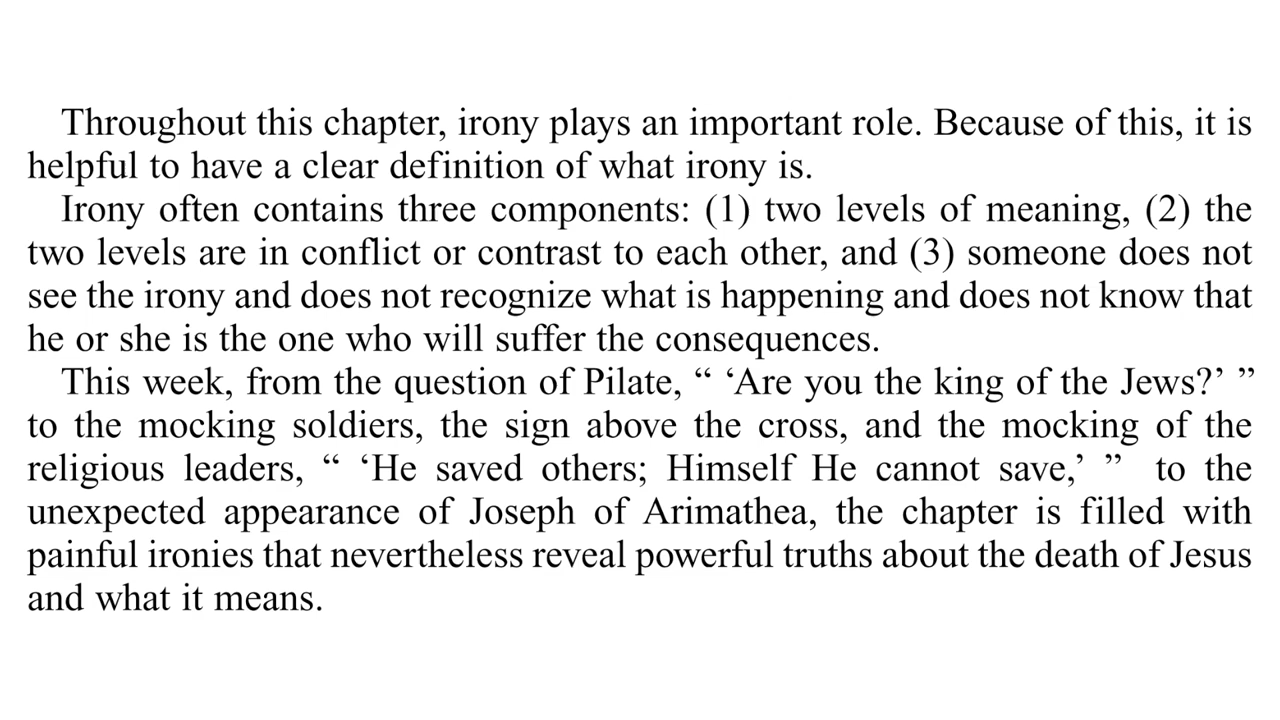 Throughout this chapter, irony plays an important role. Because of this, it is
helpful to have a clear definition of what irony is.
Irony often contains three components: (1) two levels of meaning, (2) the
two levels are in conflict or contrast to each other, and (3) someone does not
see the irony and does not recognize what is happening and does not know that
he or she is the one who will suffer the consequences.
This week, from the question of Pilate, “ ‘Are you the king of the Jews?’ ”
to the mocking soldiers, the sign above the cross, and the mocking of the
religious leaders, “ ‘He saved others; Himself He cannot save,’ ” to the
unexpected appearance of Joseph of Arimathea, the chapter is filled with
painful ironies that nevertheless reveal powerful truths about the death of Jesus
and what it means.